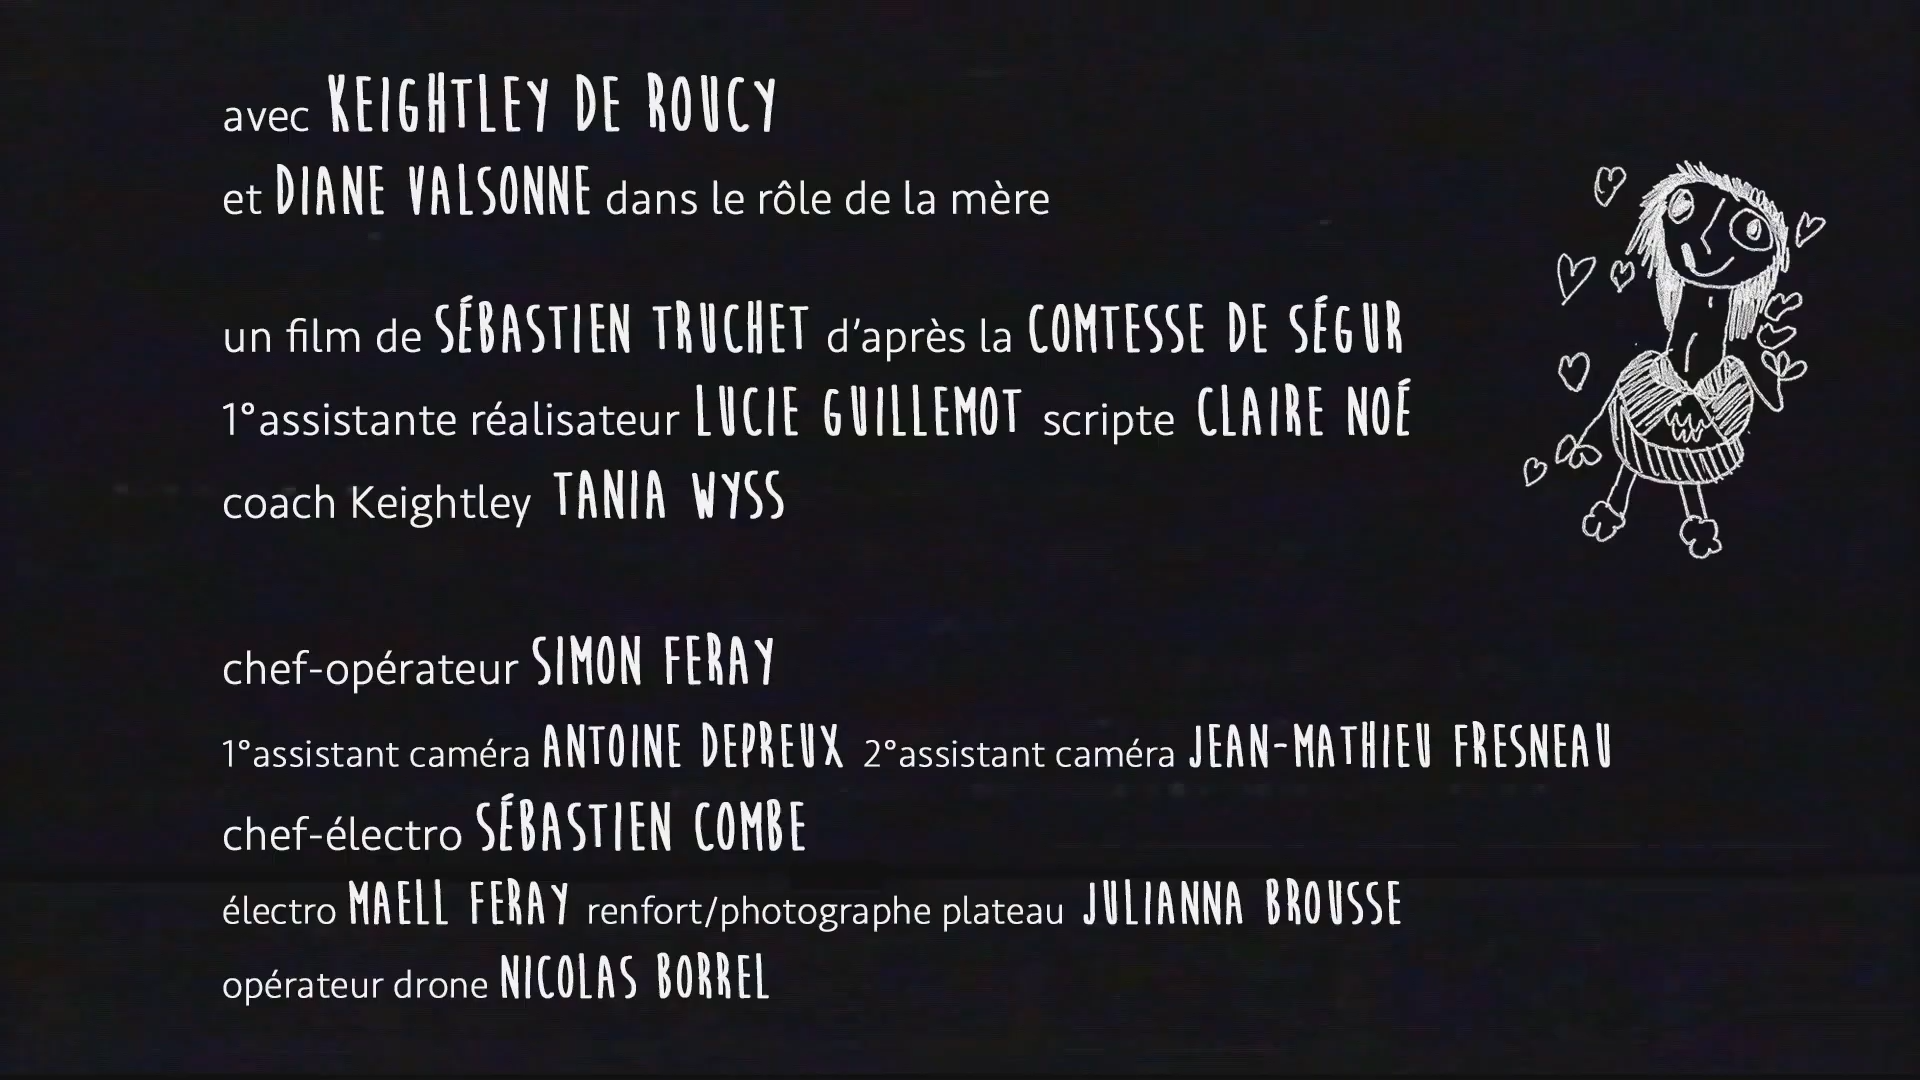 avec KEIGHTLEY DE ROUCY
et DIANE VALSONNE dans le rôle de la mère
un film de SÉBASTIEN TRUCHET d'après la COMTESSE DE SÉGUR
1°assistante réalisateur LUCIE GUILLEMOT scripte CLAIRE NOÉ
coach Keightley TANIA WYSS
chef-opérateur SIMON FERAY
1°assistant caméra ANTOINE DEPREUX 2°assistant caméra JEAN-MATHIEU FRESNEAU
chef-électro SÉBASTIEN COMBE
électro MAELL FERAY renfort/photographe plateau JULIANNA BROUSSE
opérateur drone NICOLAS BORREL